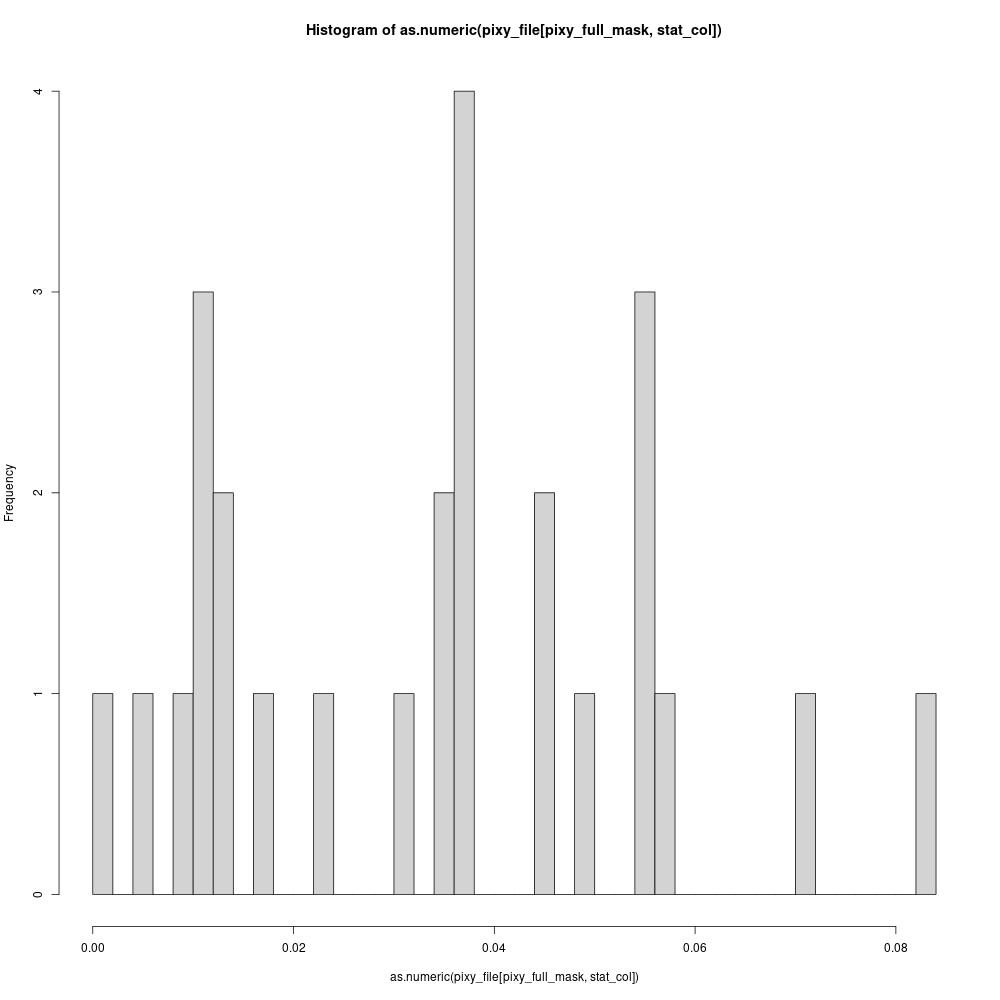 Histogram of as.numeric(pixy_file[pixy_full_mask, stat_col])
4
3
2
1
0
Frequency
0.00 0.02 0.04 0.06 0.08
as.numeric(pixy_file[pixy_full_mask, stat_col])